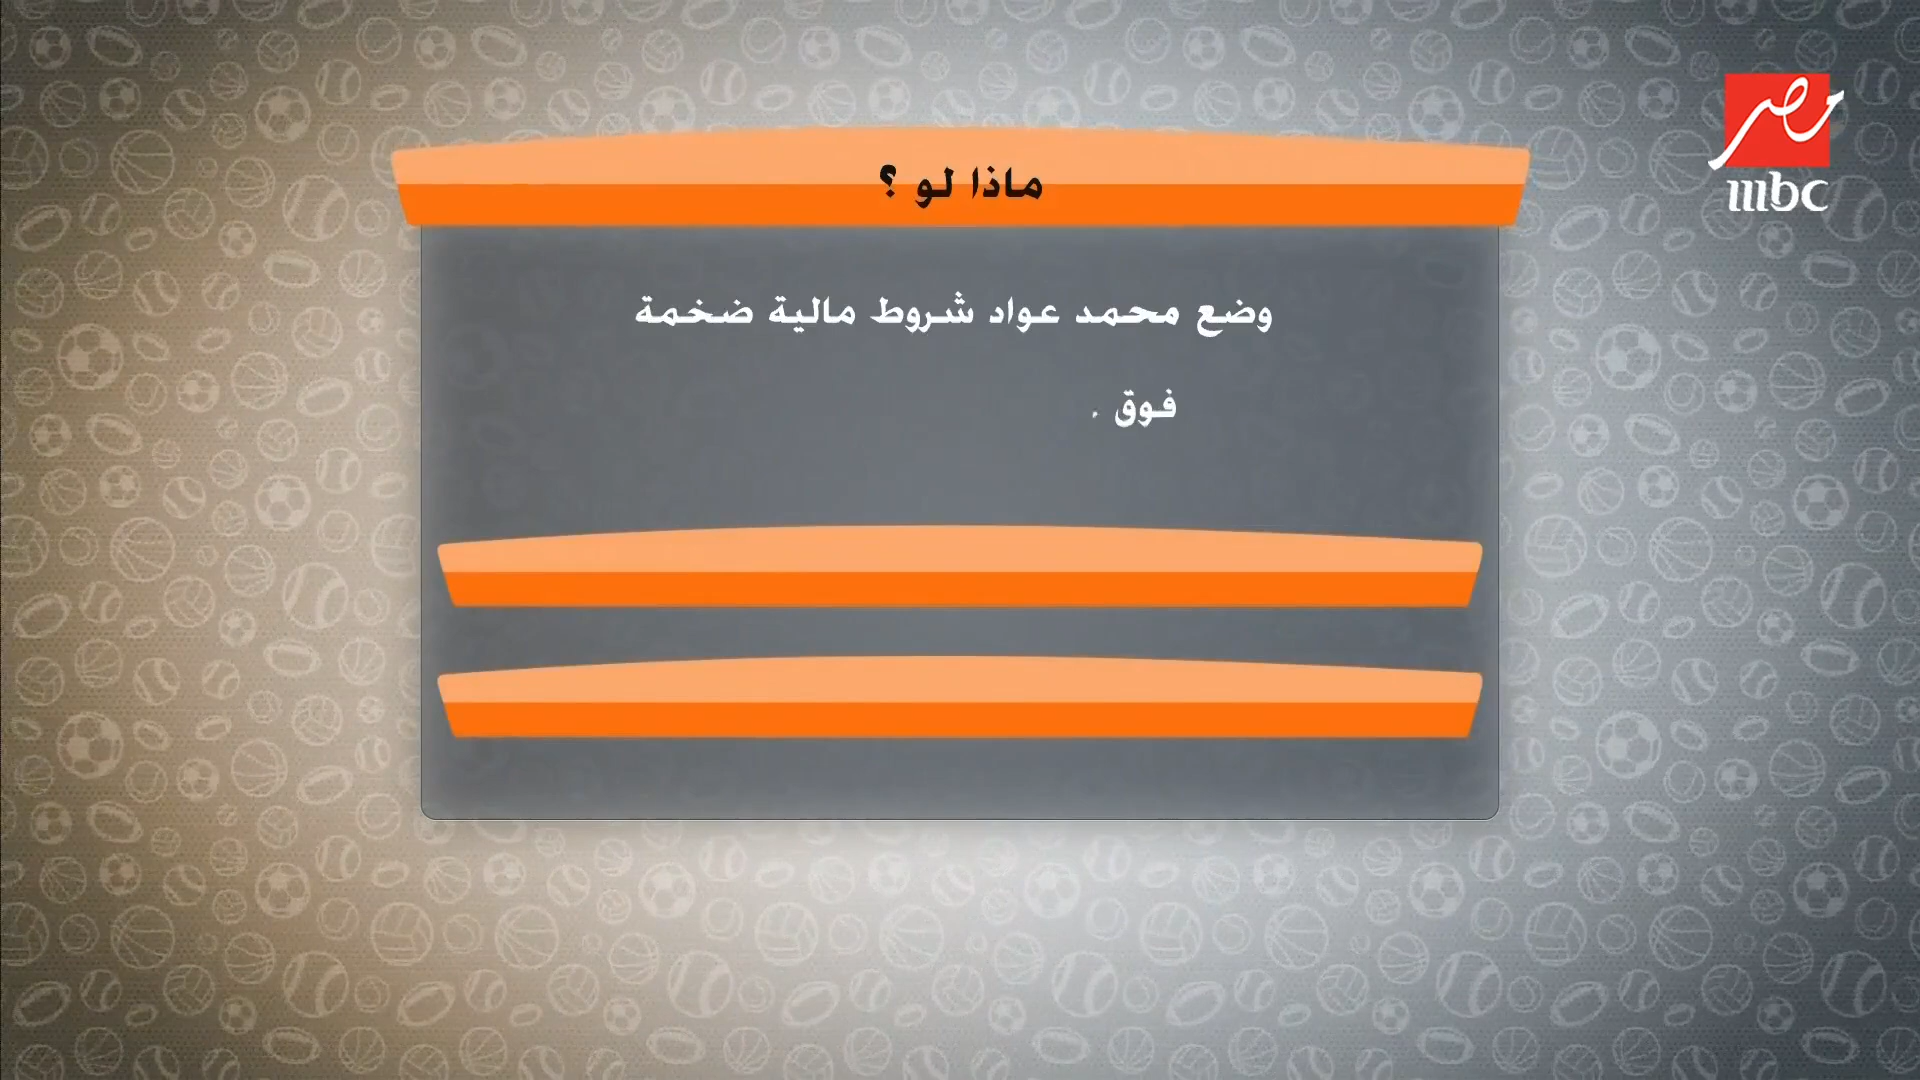 مصر
mbc
ماذا لو ؟
وضع محمد عواد شروط مالية ضخمة
فوق .